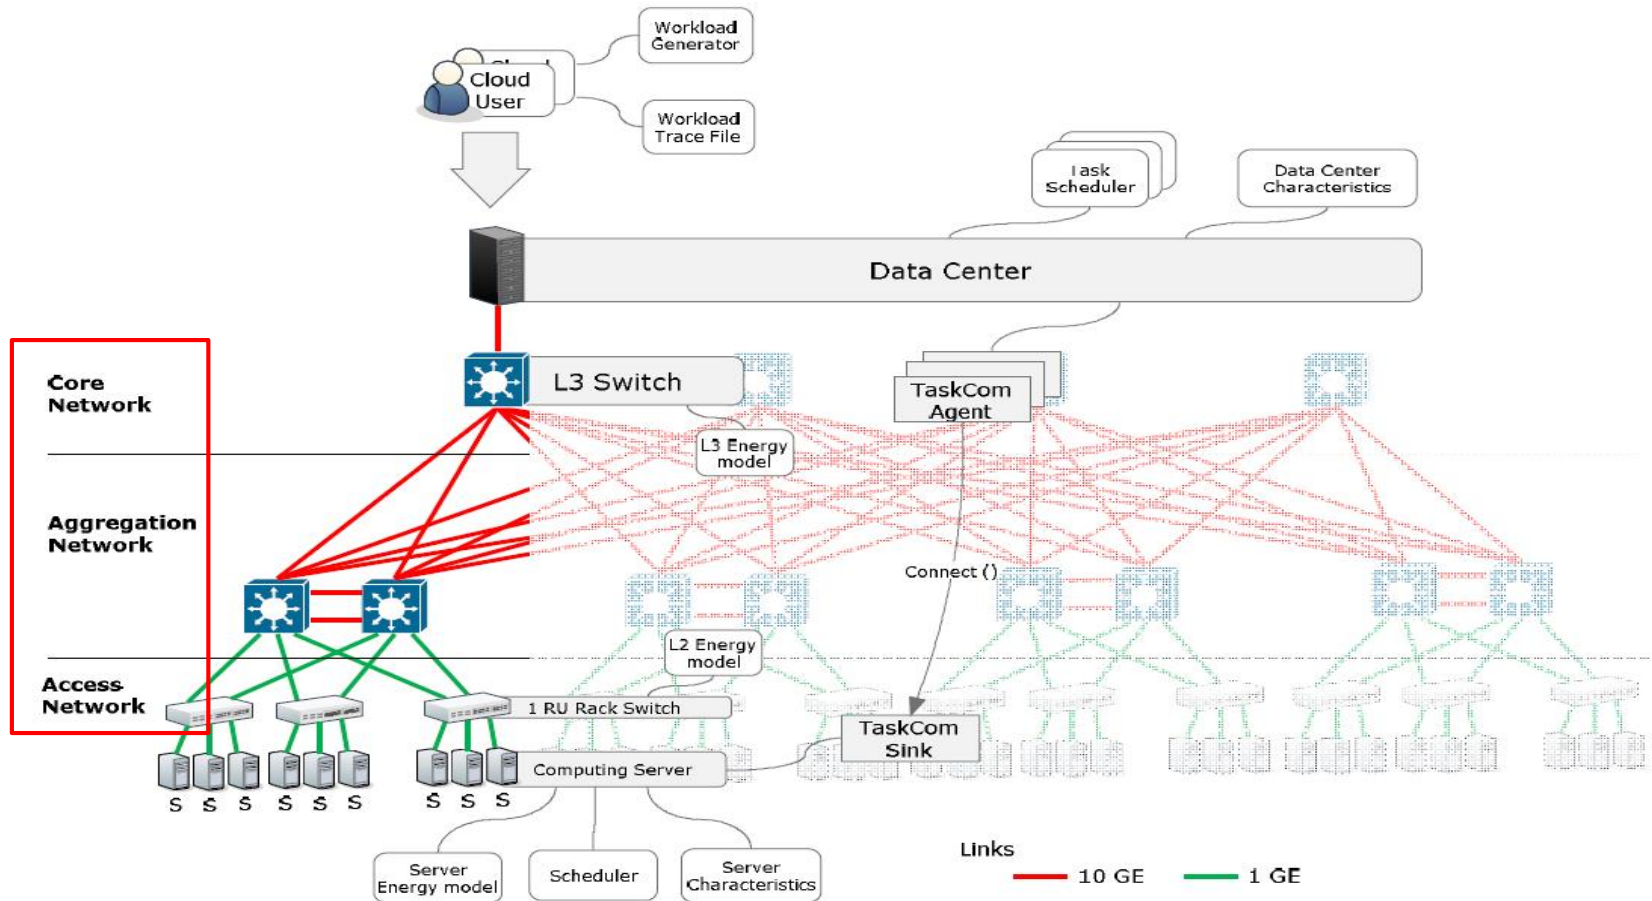 Workload
Generator
Cloud
Cloud
User
Workload
Trace File
Task
Scheduler
Data Center
Characteristics
Data Center
Core
Network
L3 Switch
TaskCom
Agent
L3 Energy
model
Aggregation
Network
Connect ()
L2 Energy
model
Access
Network
1 RU Rack Switch
TaskCom
Sink
Computing Server
S S S S S S S S S
Server
Energy model
Scheduler
Server
Characteristics
Links
10 GE
1 GE